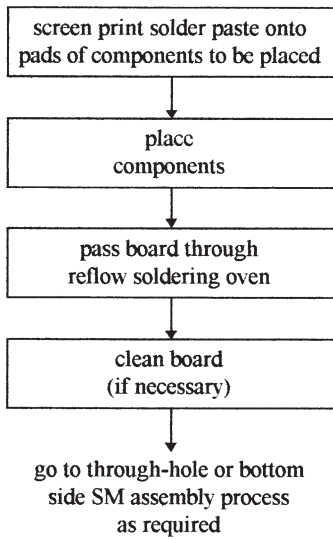 screen print solder paste onto
pads of components to be placed
place
components
pass board through
reflow soldering oven
clean board
(if necessary)
go to through-hole or bottom
side SM assembly process
as required